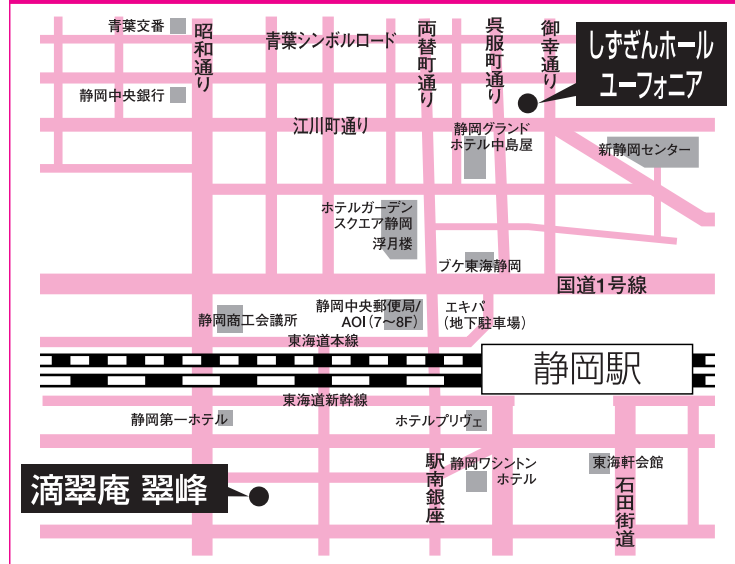 青葉交番
昭和通り
青葉シンボルロード
両替町通り
呉服町通り
御幸通り
しずぎんホール
ユーフォニア
静岡中央銀行
江川町通り
静岡グランド
ホテル中島屋
新静岡センター
ホテルガーデン
スクエア静岡
浮月楼
ブケ東海静岡
国道1号線
静岡商工会議所
静岡中央郵便局/
AOI(7〜8F)
エキパ
(地下駐車場)
東海道本線
静岡駅
東海道新幹線
静岡第一ホテル
ホテルプリヴェ
滴翠庵 翠峰
駅南銀座
静岡ワシントン
ホテル
東海軒会館
石田街道